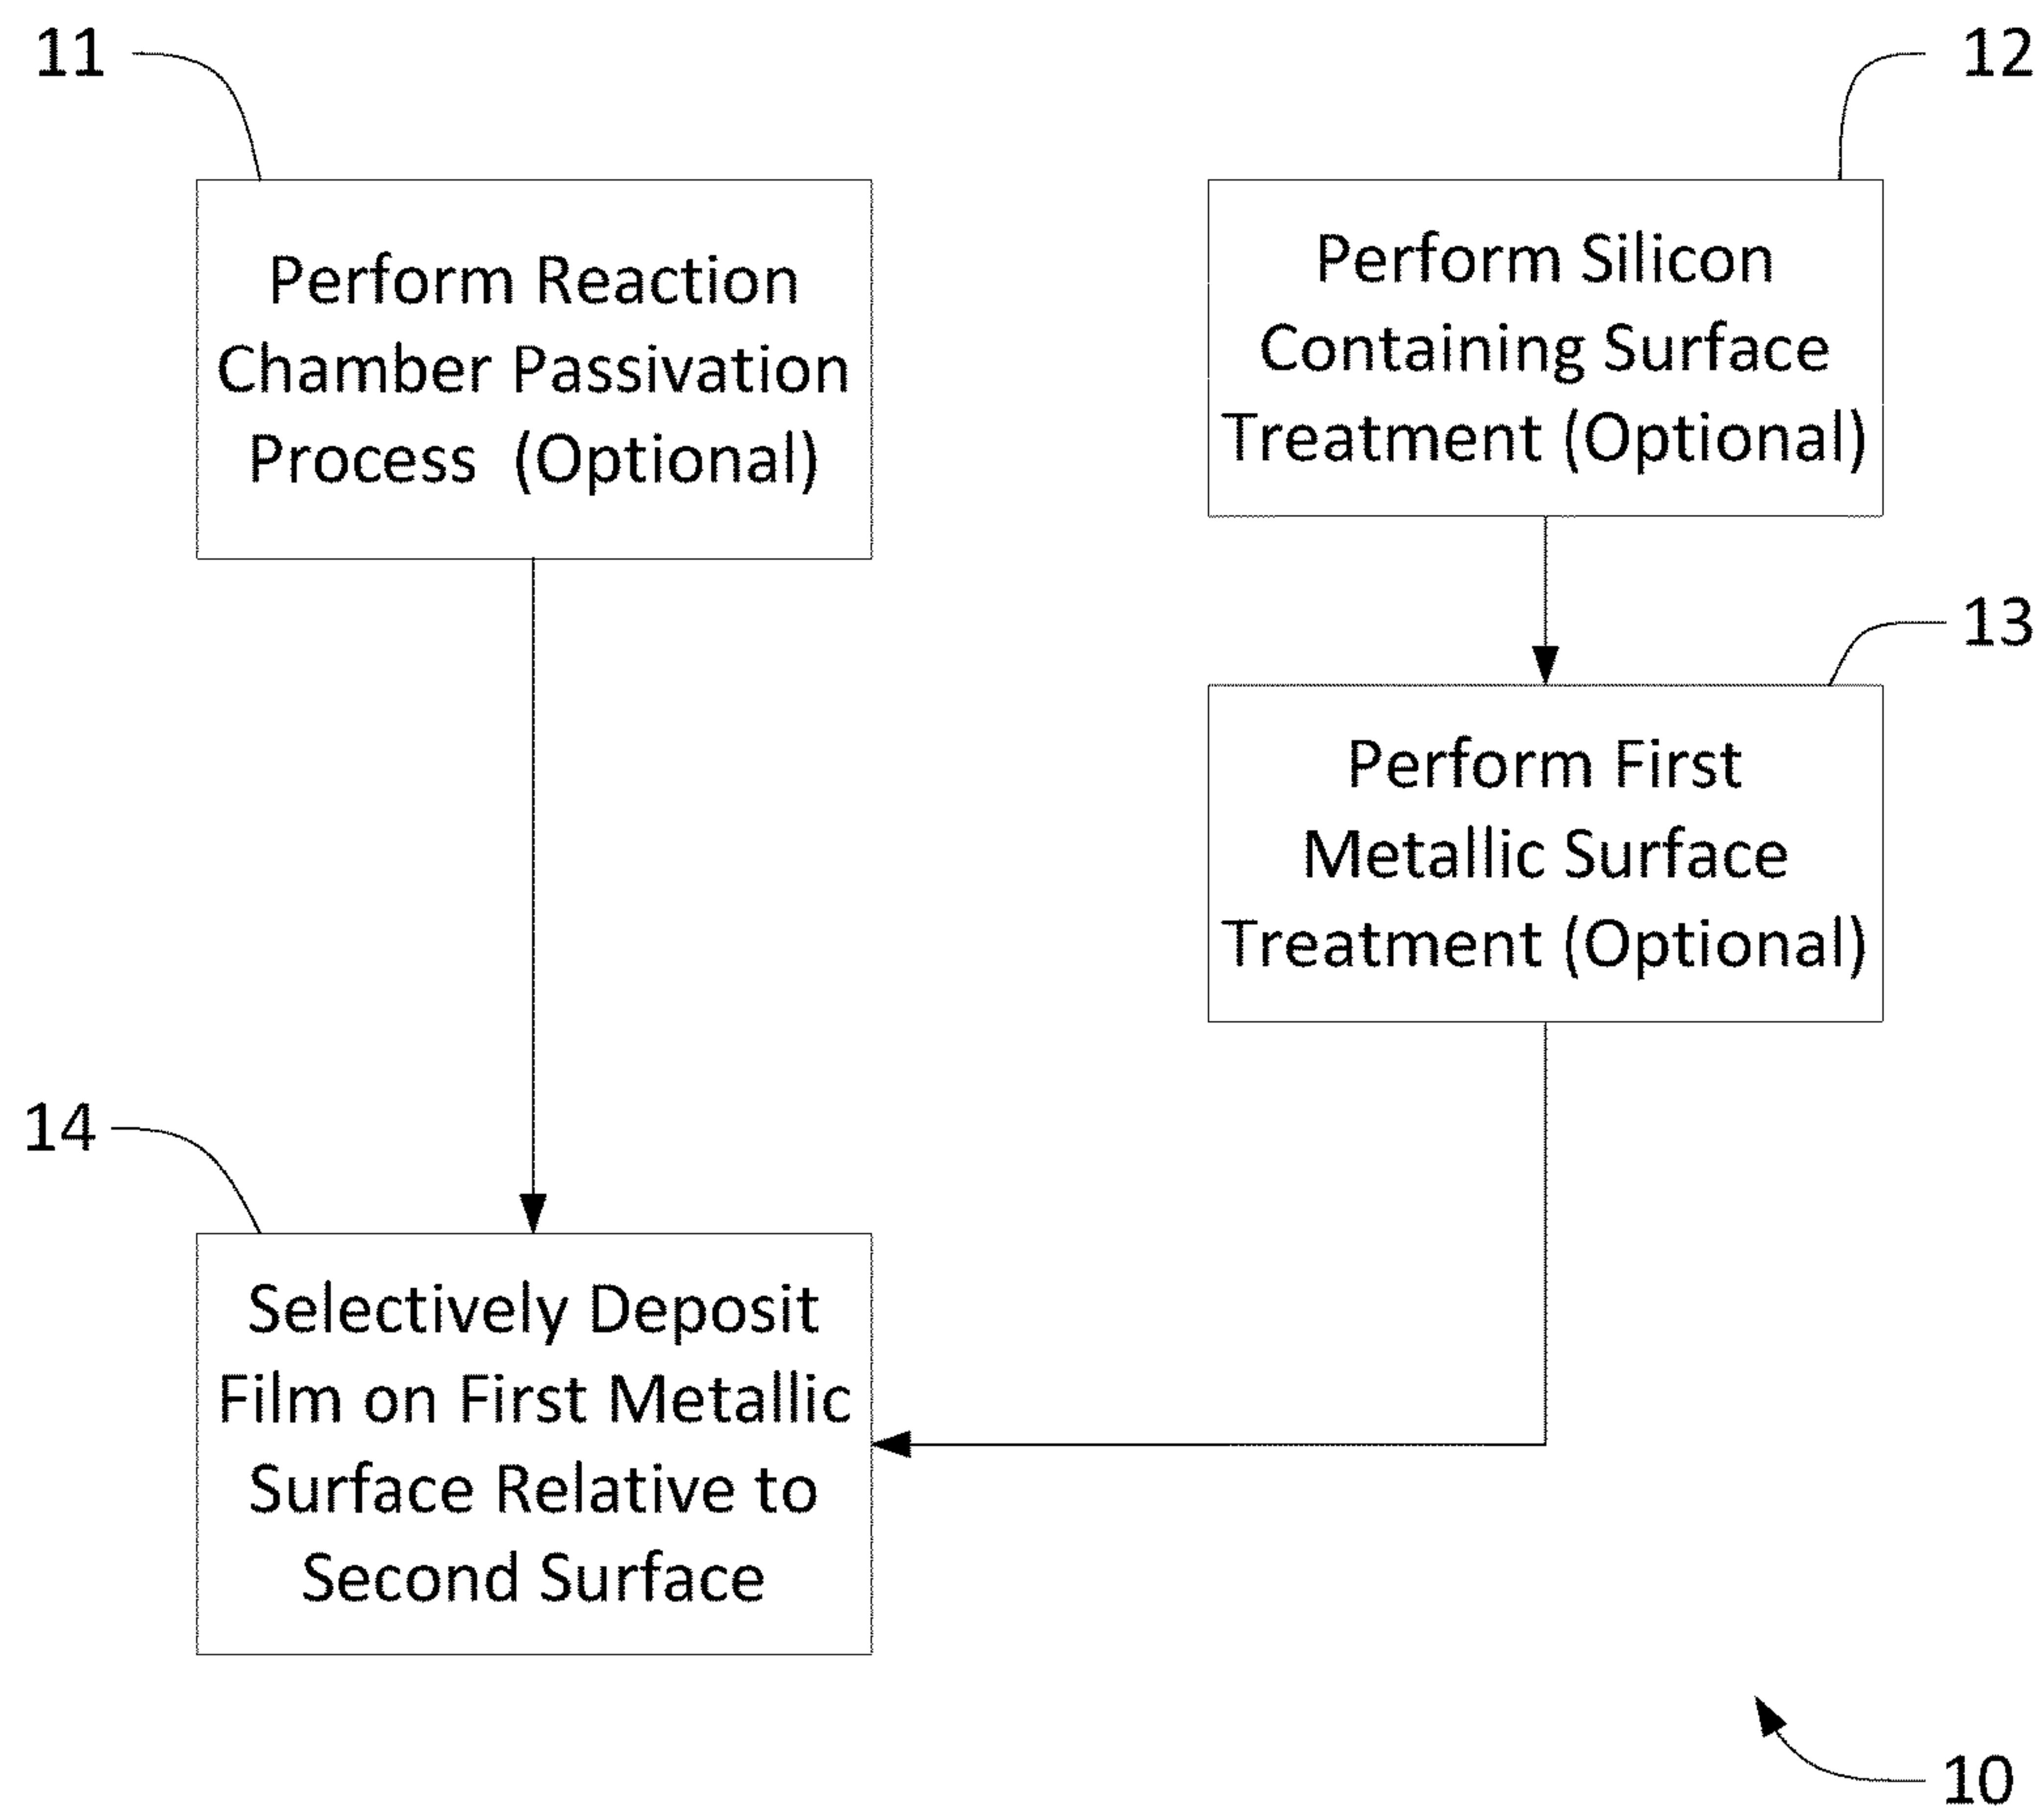 11
Perform Reaction
Chamber Passivation
Process (Optional)
12
Perform Silicon
Containing Surface
Treatment (Optional)
13
Perform First
Metallic Surface
Treatment (Optional)
14
Selectively Deposit
Film on First Metallic
Surface Relative to
Second Surface
10